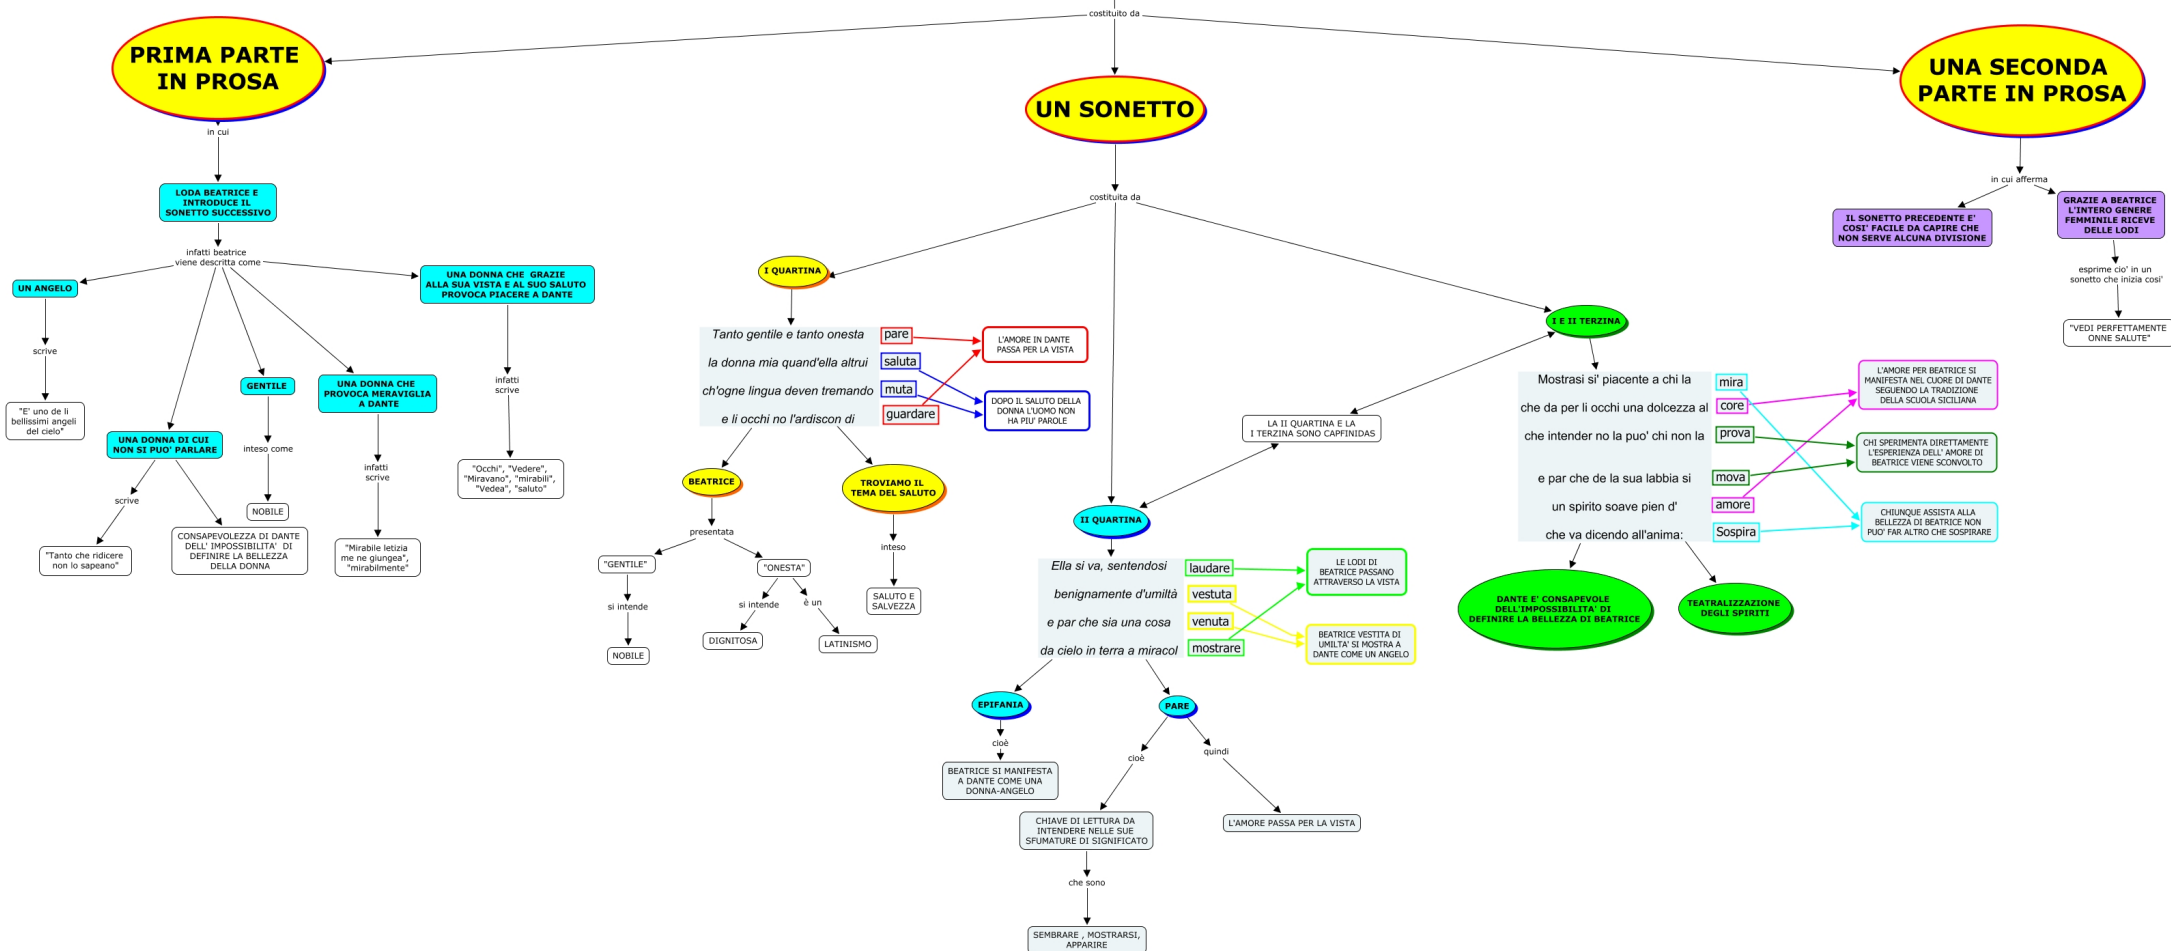 costituito da
PRIMA PARTE
IN PROSA
in cui
LODA BEATRICE E
INTRODUCE IL
SONETTO SUCCESSIVO
infatti beatrice
viene descritta come
UN ANGELO
scrive
"E' uno de li
bellissimi angeli
del cielo"
UNA DONNA DI CUI
NON SI PUO' PARLARE
scrive
"Tanto che ridicere
non lo sapeano"
CONSAPEVOLEZZA DI DANTE
DELL' IMPOSSIBILITA' DI
DEFINIRE LA BELLEZZA
DELLA DONNA
GENTILE
inteso come
NOBILE
UNA DONNA CHE
PROVOCA MERAVIGLIA
A DANTE
infatti
scrive
"Mirabile letizia
me ne giungea",
"mirabilmente"
UNA DONNA CHE GRAZIE
ALLA SUA VISTA E AL SUO SALUTO
PROVOCA PIACERE A DANTE
infatti
scrive
"Occhi", "Vedere",
"Miravano", "mirabili",
"Vedea", "saluto"
UN SONETTO
costituita da
I QUARTINA
Tanto gentile e tanto onesta pare
la donna mia quand'ella altrui saluta
ch'ogne lingua deven tremando muta
e li occhi no l'ardiscon di guardare
L'AMORE IN DANTE
PASSA PER LA VISTA
DOPO IL SALUTO DELLA
DONNA L'UOMO NON
HA PIU' PAROLE
BEATRICE
presentata
"GENTILE"
si intende
NOBILE
"ONESTA"
si intende
DIGNITOSA
è un
LATINISMO
TROVIAMO IL
TEMA DEL SALUTO
inteso
SALUTO E
SALVEZZA
LA II QUARTINA E LA
I TERZINA SONO CAPFINIDAS
II QUARTINA
Ella si va, sentendosi laudare
benignamente d'umiltà vestuta
e par che sia una cosa venuta
da cielo in terra a miracol mostrare
LE LODI DI
BEATRICE PASSANO
ATTRAVERSO LA VISTA
BEATRICE VESTITA DI
UMILTA' SI MOSTRA A
DANTE COME UN ANGELO
EPIFANIA
cioè
BEATRICE SI MANIFESTA
A DANTE COME UNA
DONNA-ANGELO
PARE
cioè
CHIAVE DI LETTURA DA
INTENDERE NELLE SUE
SFUMATURE DI SIGNIFICATO
che sono
SEMBRARE , MOSTRARSI,
APPARIRE
quindi
L'AMORE PASSA PER LA VISTA
I E II TERZINA
Mostrasi si' piacente a chi la mira
che da per li occhi una dolcezza al core
che intender no la puo' chi non la prova
e par che de la sua labbia si mova
un spirito soave pien d' amore
che va dicendo all'anima: Sospira
L'AMORE PER BEATRICE SI
MANIFESTA NEL CUORE DI DANTE
SEGUENDO LA TRADIZIONE
DELLA SCUOLA SICILIANA
CHI SPERIMENTA DIRETTAMENTE
L'ESPERIENZA DELL' AMORE DI
BEATRICE VIENE SCONVOLTO
CHIUNQUE ASSISTA ALLA
BELLEZZA DI BEATRICE NON
PUO' FAR ALTRO CHE SOSPIRARE
DANTE E' CONSAPEVOLE
DELL'IMPOSSIBILITA' DI
DEFINIRE LA BELLEZZA DI BEATRICE
TEATRALIZZAZIONE
DEGLI SPIRITI
UNA SECONDA
PARTE IN PROSA
in cui afferma
IL SONETTO PRECEDENTE E'
COSI' FACILE DA CAPIRE CHE
NON SERVE ALCUNA DIVISIONE
GRAZIE A BEATRICE
L'INTERO GENERE
FEMMINILE RICEVE
DELLE LODI
esprime cio' in un
sonetto che inizia cosi'
"VEDI PERFETTAMENTE
ONNE SALUTE"